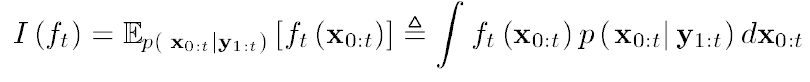 I (f_t) = 𝔼_{p( x_{0:t}|y_{1:t})} [f_t (x_{0:t})] ≜ ∫ f_t (x_{0:t}) p ( x_{0:t}| y_{1:t}) dx_{0:t}